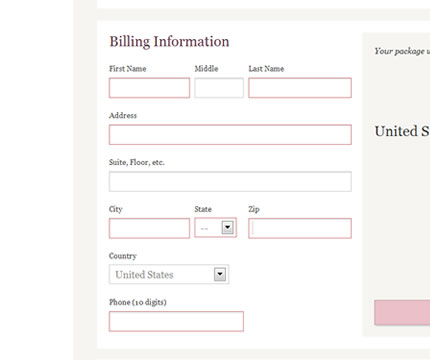 Billing Information
First Name Middle Last Name
Address
Suite, Floor, etc.
City State Zip
--
Country
United States
Phone (10 digits)
Your package
United S